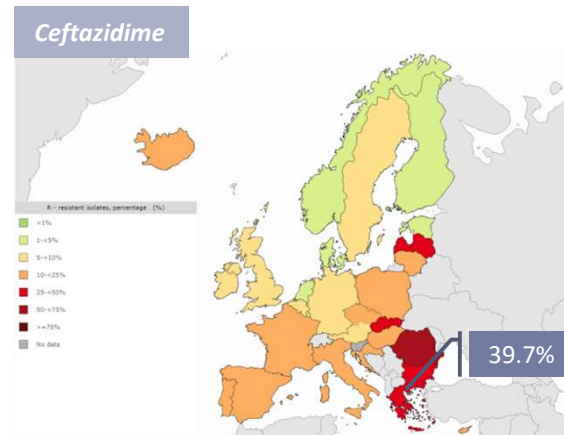 Ceftazidime
R - resistant isolates, percentage (%)
<1%
1-<5%
5-<10%
10-<25%
25-<50%
50-<75%
>=75%
No data
39.7%